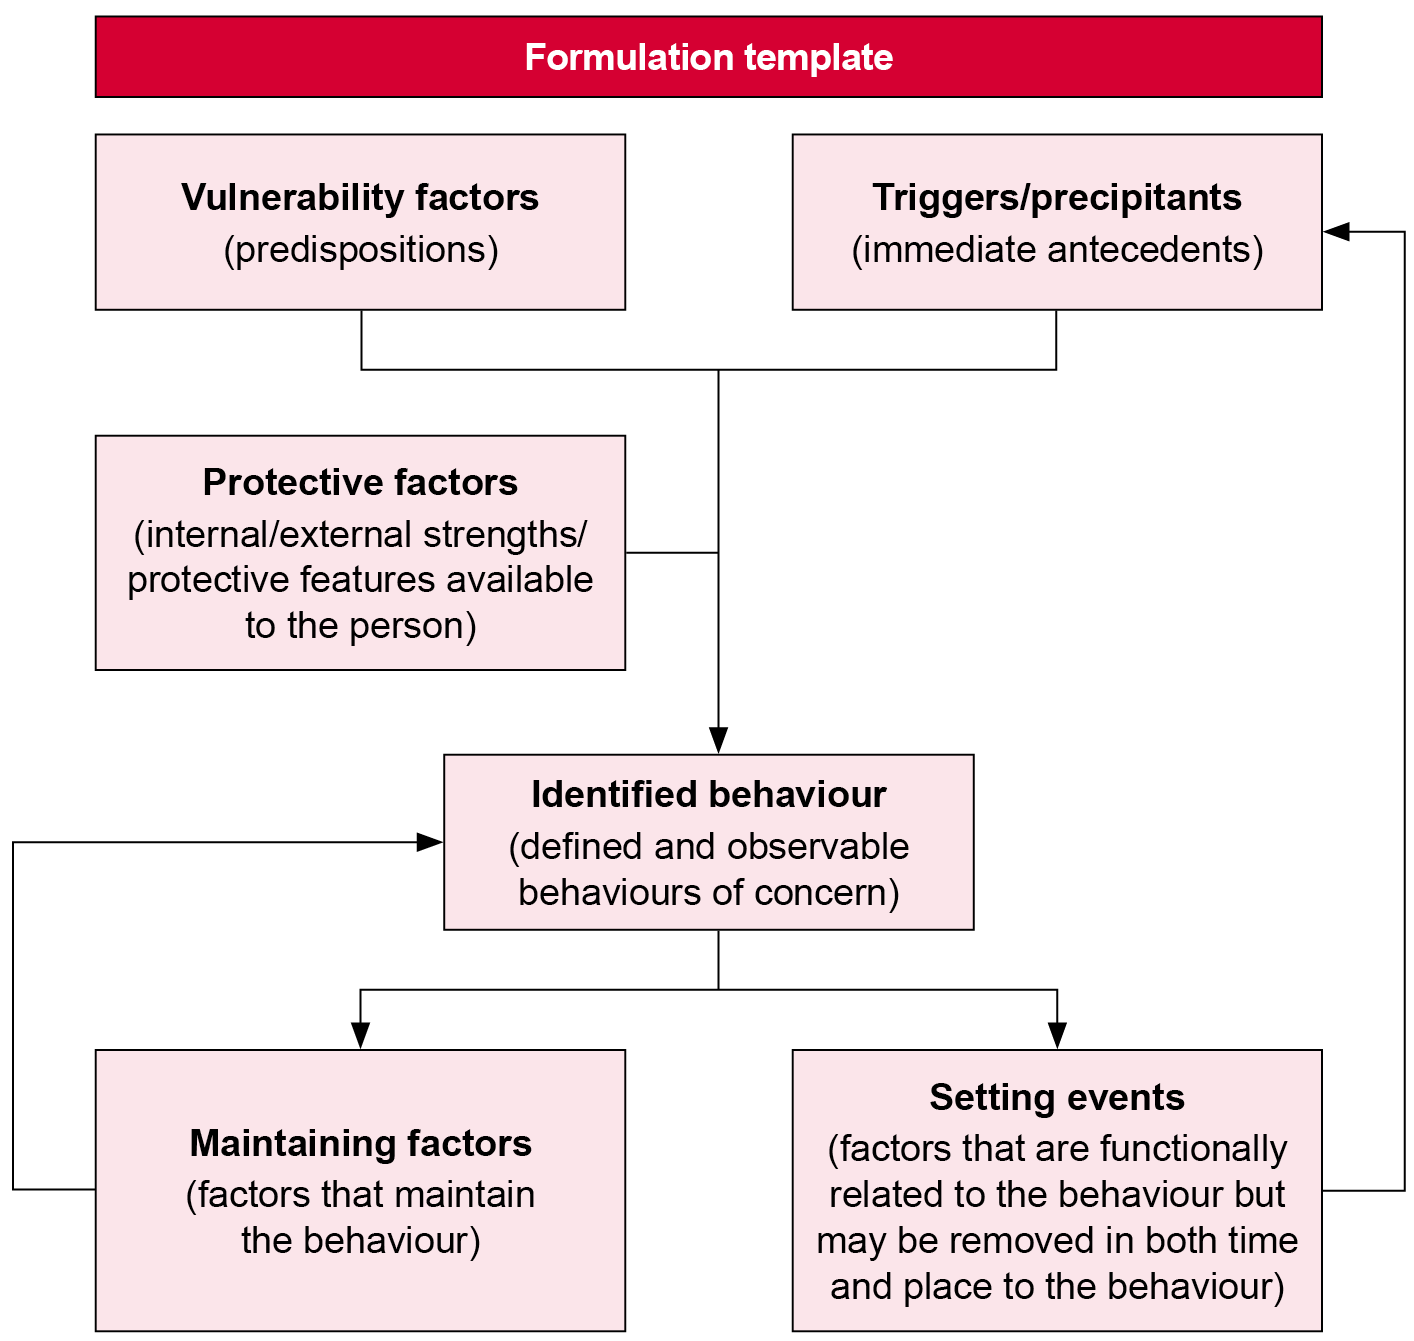 Formulation template
Vulnerability factors
(predispositions)
Triggers/precipitants
(immediate antecedents)
Protective factors
(internal/external strengths/
protective features available
to the person)
Identified behaviour
(defined and observable
behaviours of concern)
Maintaining factors
(factors that maintain
the behaviour)
Setting events
(factors that are functionally
related to the behaviour but
may be removed in both time
and place to the behaviour)